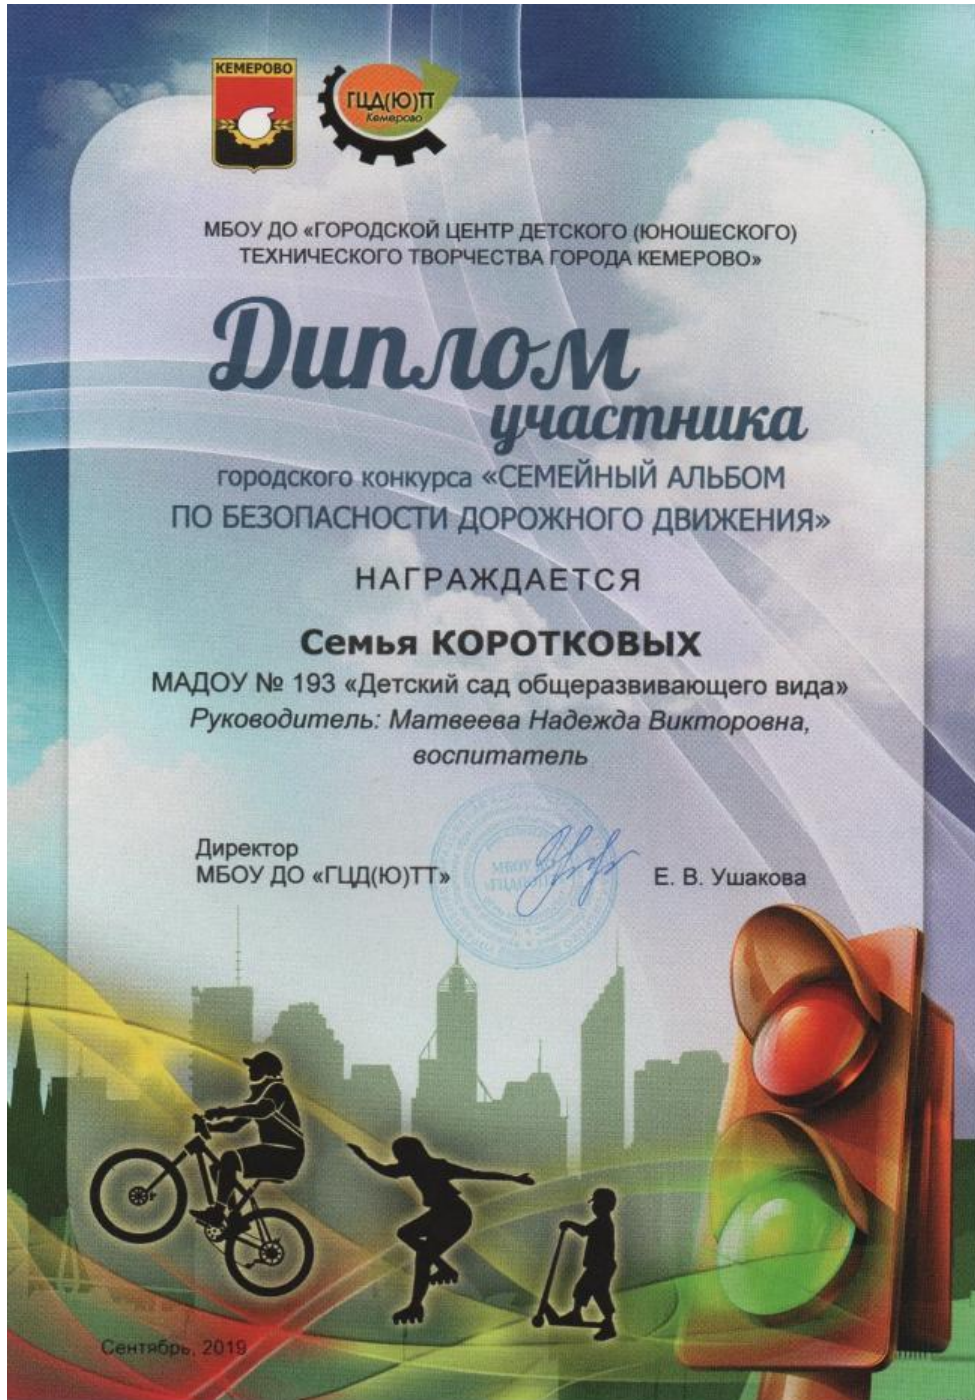 КЕМЕРОВО
ГЦД(Ю)ТТ
Кемерово
МБОУ ДО «ГОРОДСКОЙ ЦЕНТР ДЕТСКОГО (ЮНОШЕСКОГО)
ТЕХНИЧЕСКОГО ТВОРЧЕСТВА ГОРОДА КЕМЕРОВО»
Диплом
участника
городского конкурса «СЕМЕЙНЫЙ АЛЬБОМ
ПО БЕЗОПАСНОСТИ ДОРОЖНОГО ДВИЖЕНИЯ»
НАГРАЖДАЕТСЯ
Семья КОРОТКОВЫХ
МАДОУ № 193 «Детский сад общеразвивающего вида»
Руководитель: Матвеева Надежда Викторовна,
воспитатель
Директор
МБОУ ДО «ГЦД(Ю)ТТ»
Е. В. Ушакова
Сентябрь, 2019